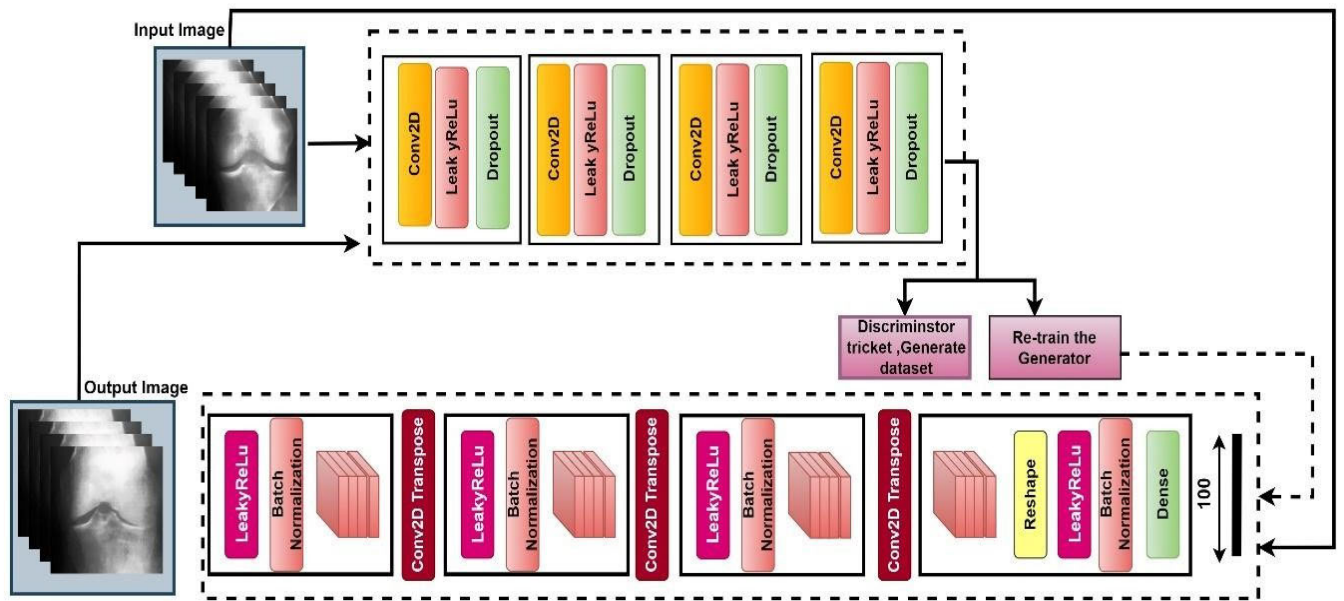 Input Image
Conv2D
Leak yReLu
Dropout
Conv2D
Leak yReLu
Dropout
Conv2D
Leak yReLu
Dropout
Conv2D
Leak yReLu
Dropout
Discriminstor
tricket ,Generate
dataset
Re-train the
Generator
Output Image
LeakyReLu
Batch
Normalization
Conv2D Transpose
LeakyReLu
Batch
Normalization
Conv2D Transpose
LeakyReLu
Batch
Normalization
Conv2D Transpose
Reshape
LeakyReLu
Batch
Normalization
Dense
100